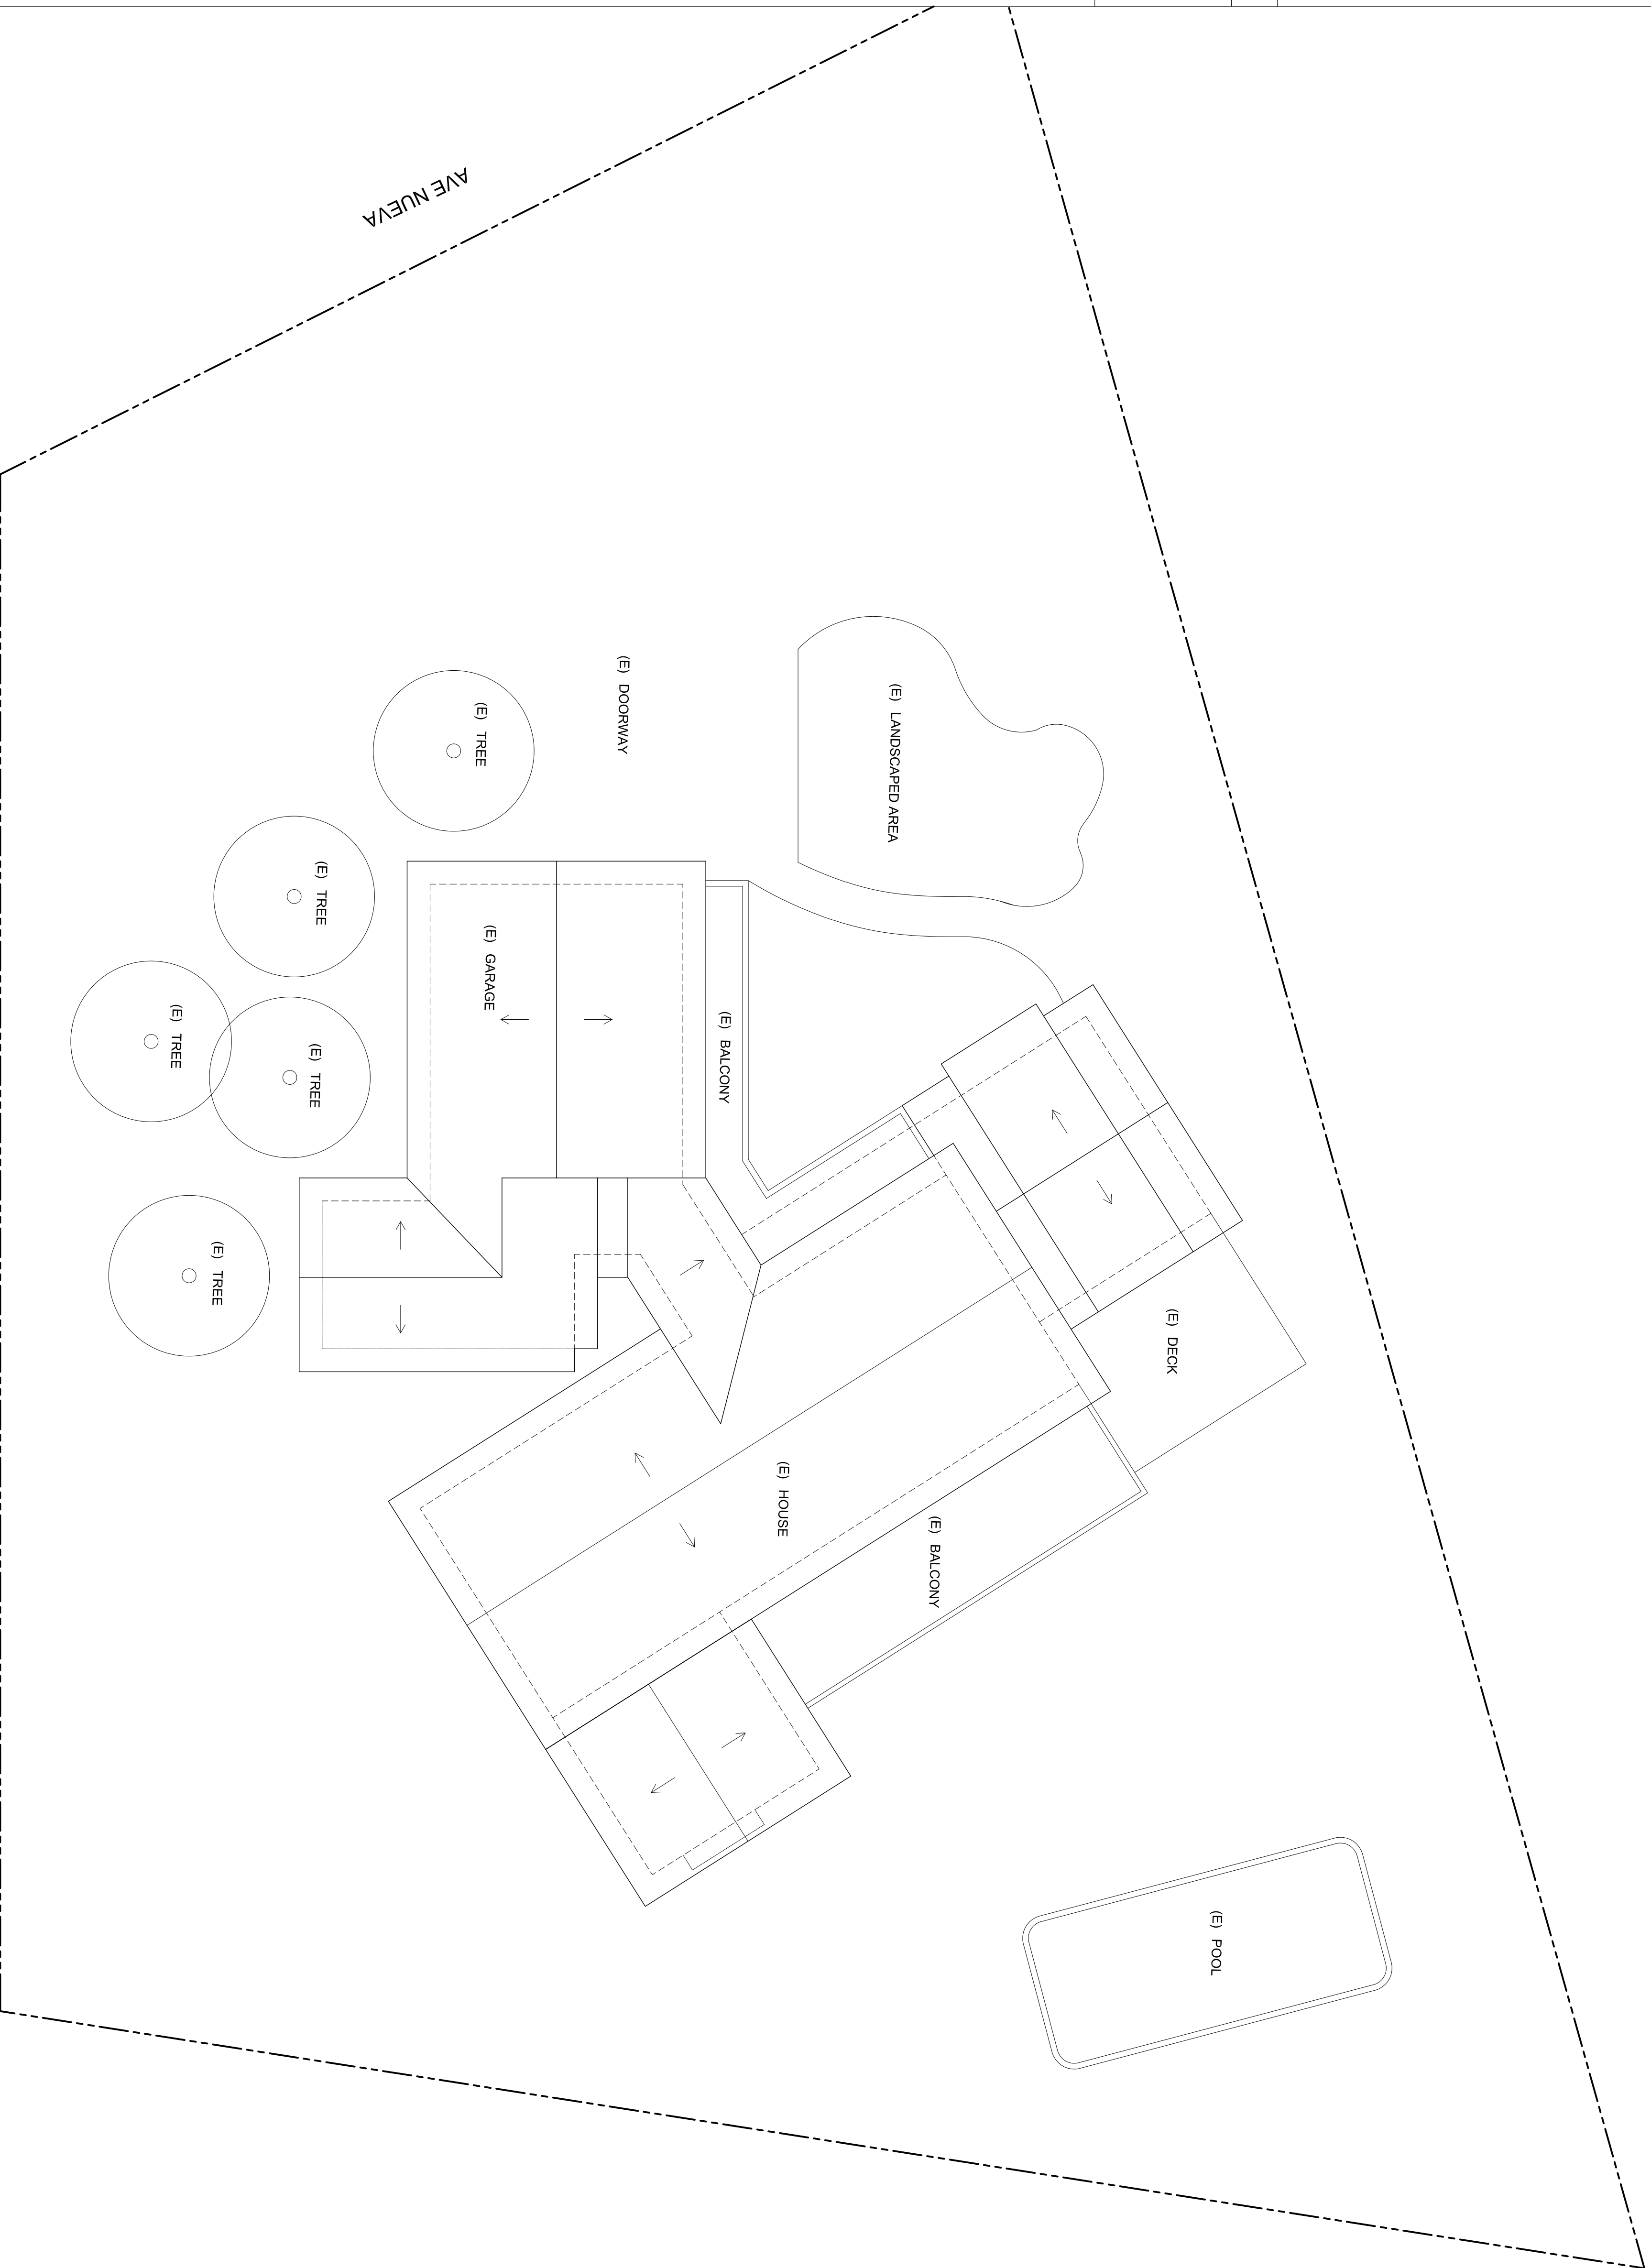 AVE NUEVA
(E) DOORWAY
(E) LANDSCAPED AREA
(E) TREE
(E) TREE
(E) GARAGE
(E) TREE
(E) BALCONY
(E) TREE
(E) TREE
(E) DECK
(E) HOUSE
(E) BALCONY
(E) POOL